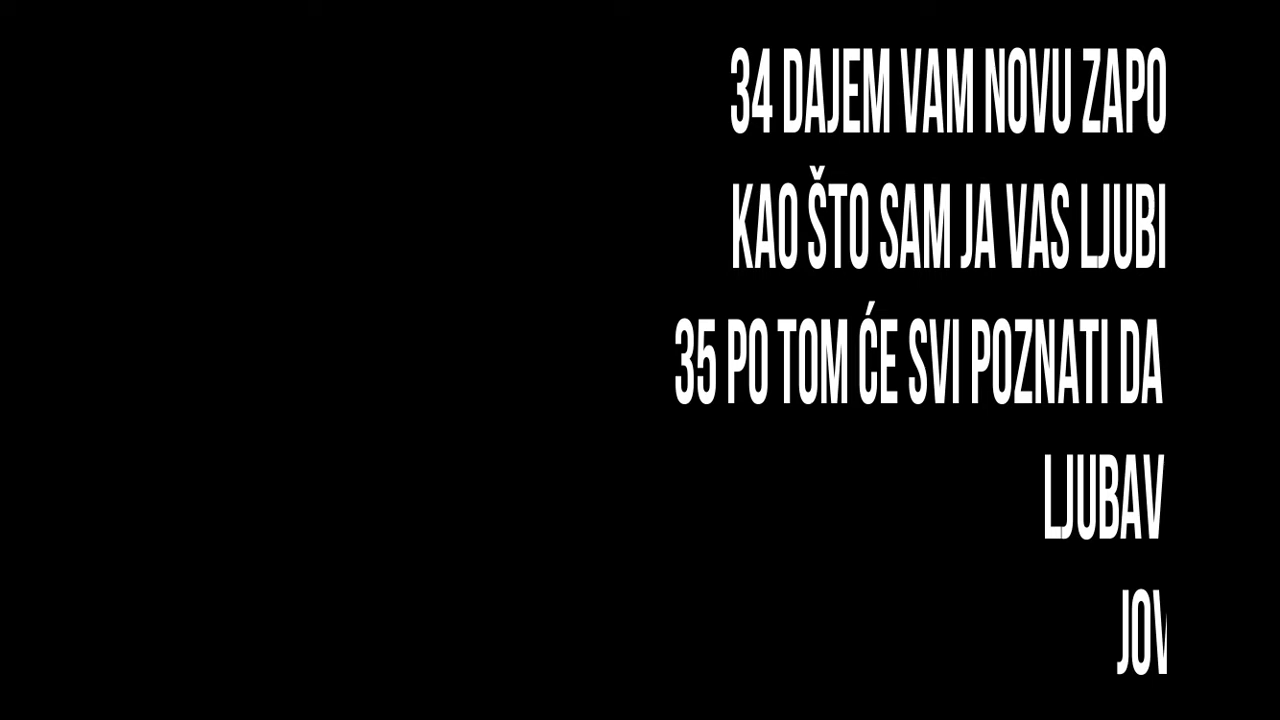 34 DAJEM VAM NOVU ZAPO
KAO ŠTO SAM JA VAS LJUBI
35 PO TOM ĆE SVI POZNATI DA
LJUBAV
JOV